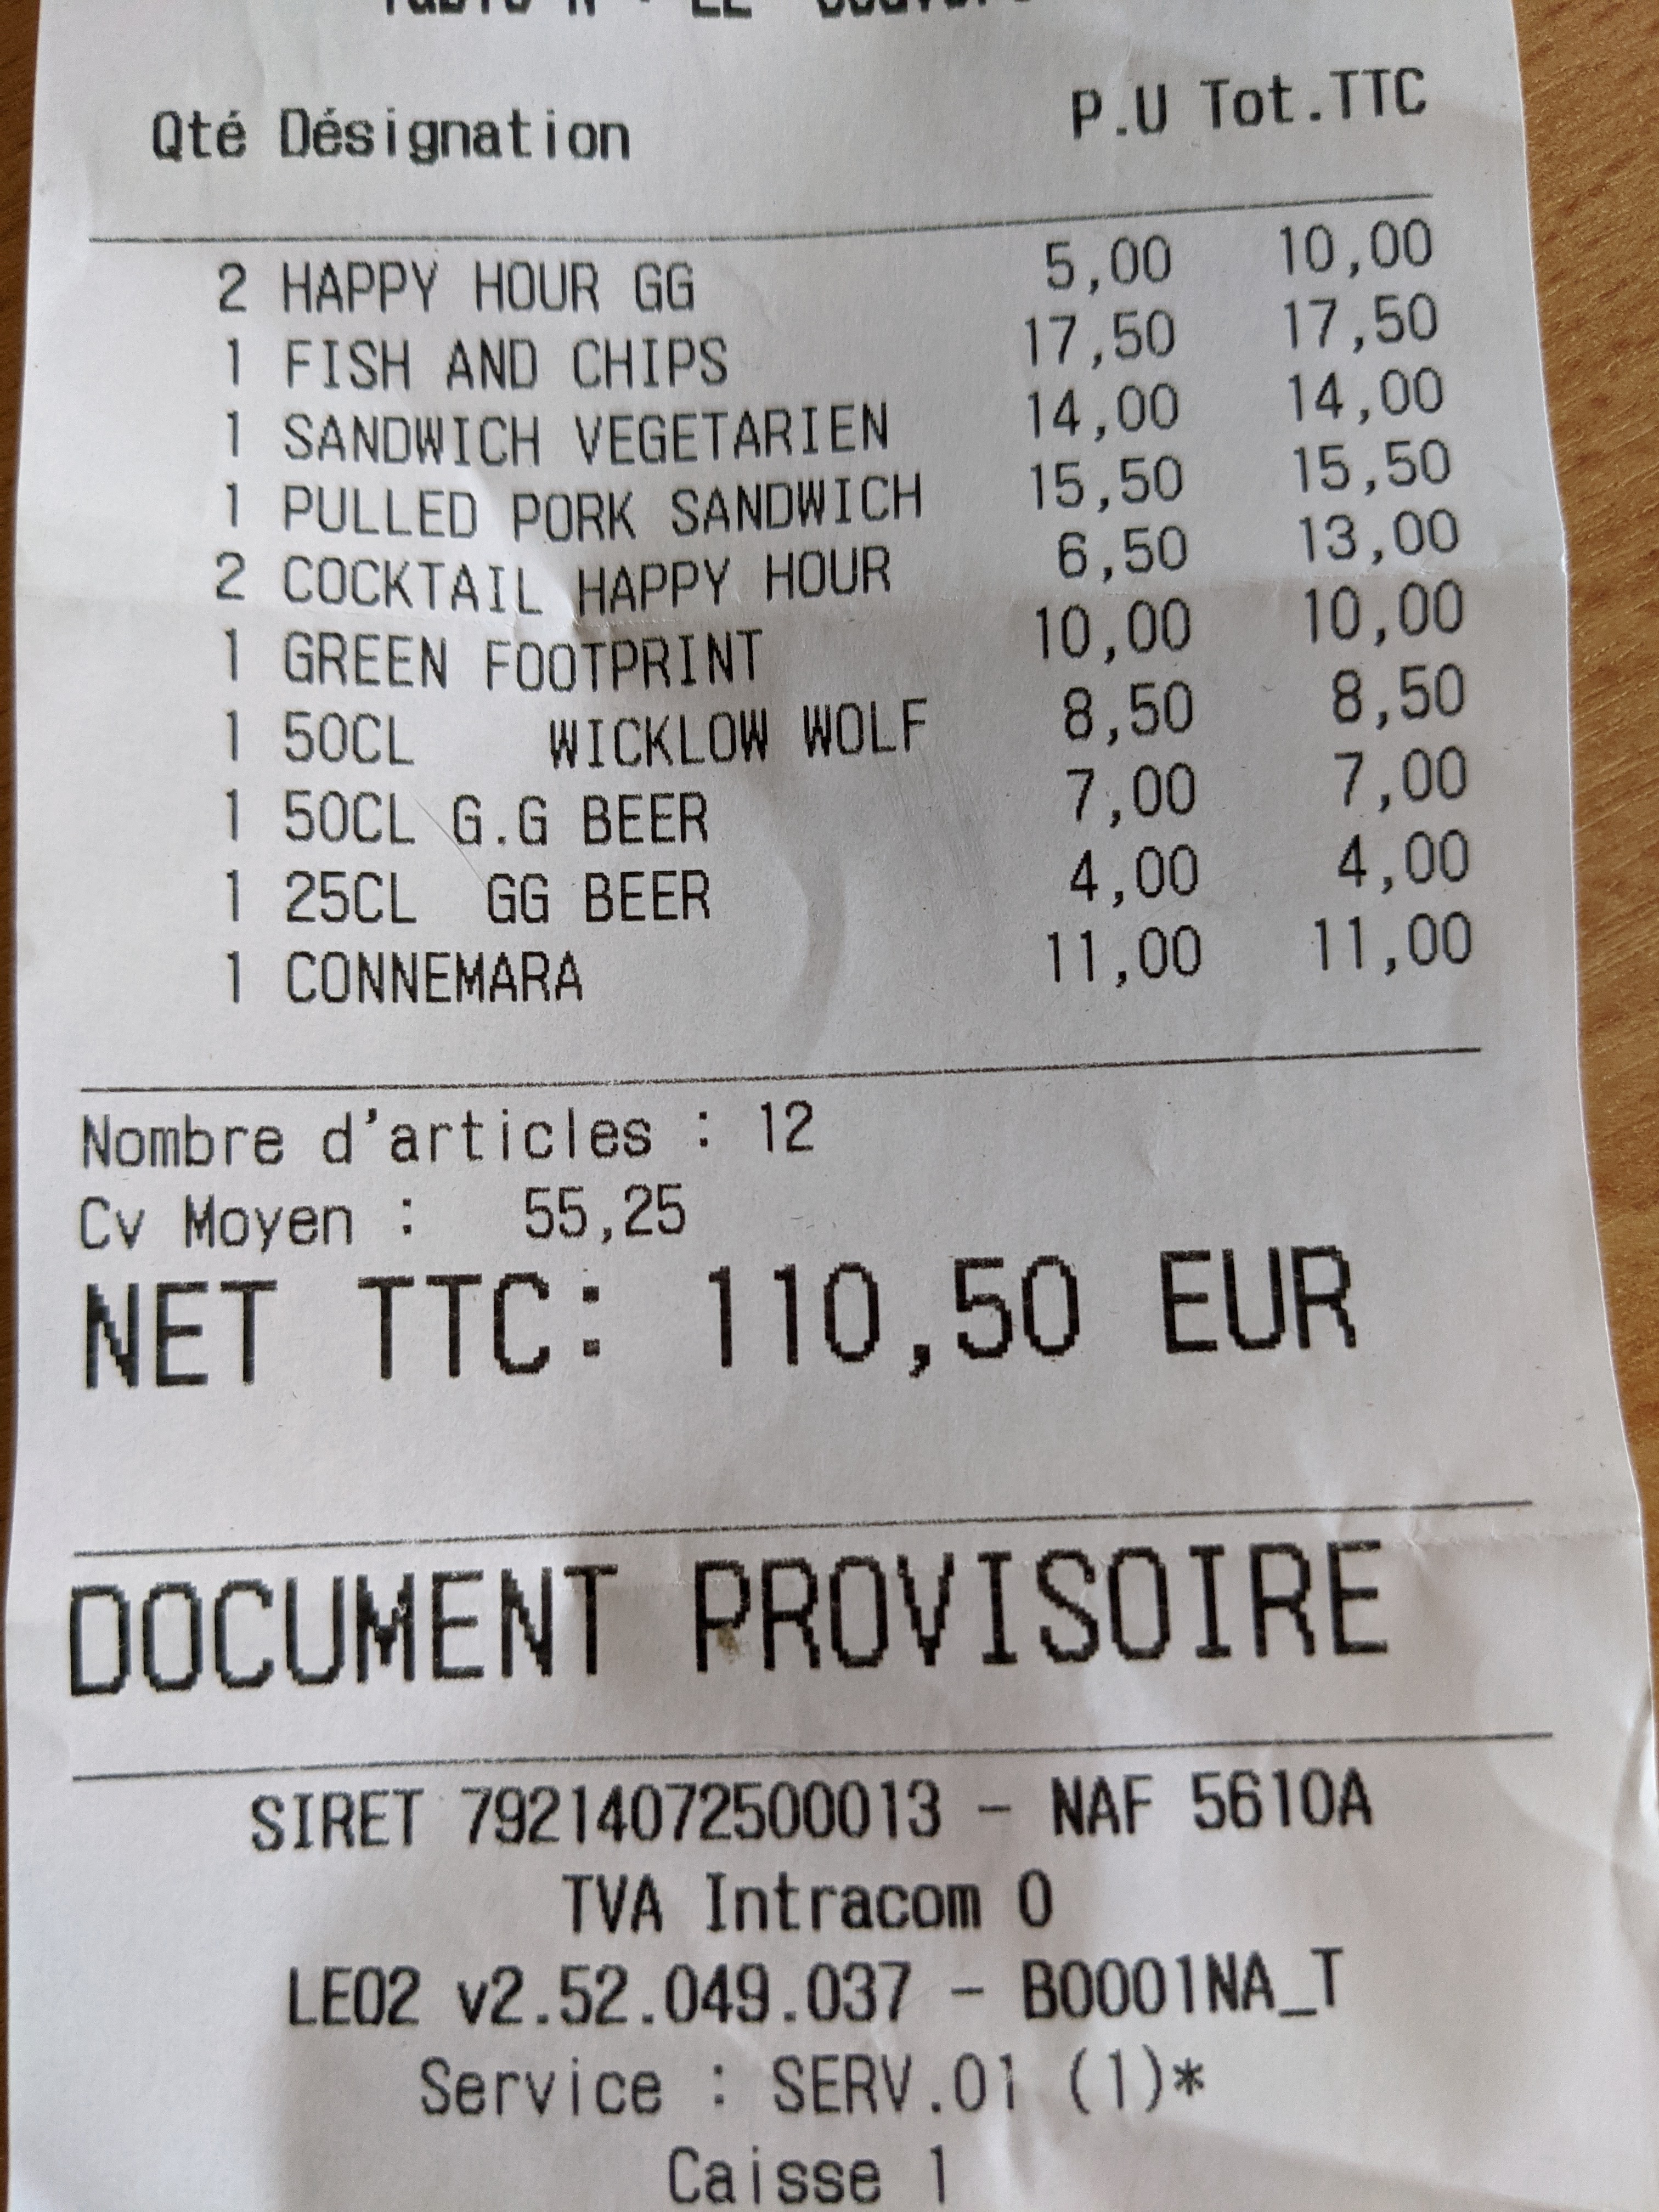 Qté Désignation P.U Tot.TTC
2 HAPPY HOUR GG 5,00 10,00
1 FISH AND CHIPS 17,50 17,50
1 SANDWICH VEGETARIEN 14,00 14,00
1 PULLED PORK SANDWICH 15,50 15,50
2 COCKTAIL HAPPY HOUR 6,50 13,00
1 GREEN FOOTPRINT 10,00 10,00
1 50CL WICKLOW WOLF 8,50 8,50
1 50CL G.G BEER 7,00 7,00
1 25CL GG BEER 4,00 4,00
1 CONNEMARA 11,00 11,00
Nombre d'articles : 12
Cv Moyen : 55,25
NET TTC: 110,50 EUR
DOCUMENT PROVISOIRE
SIRET 79214072500013 - NAF 5610A
TVA Intracom 0
LEO2 v2.52.049.037 - B0001NA_T
Service : SERV.01 (1)*
Caisse 1